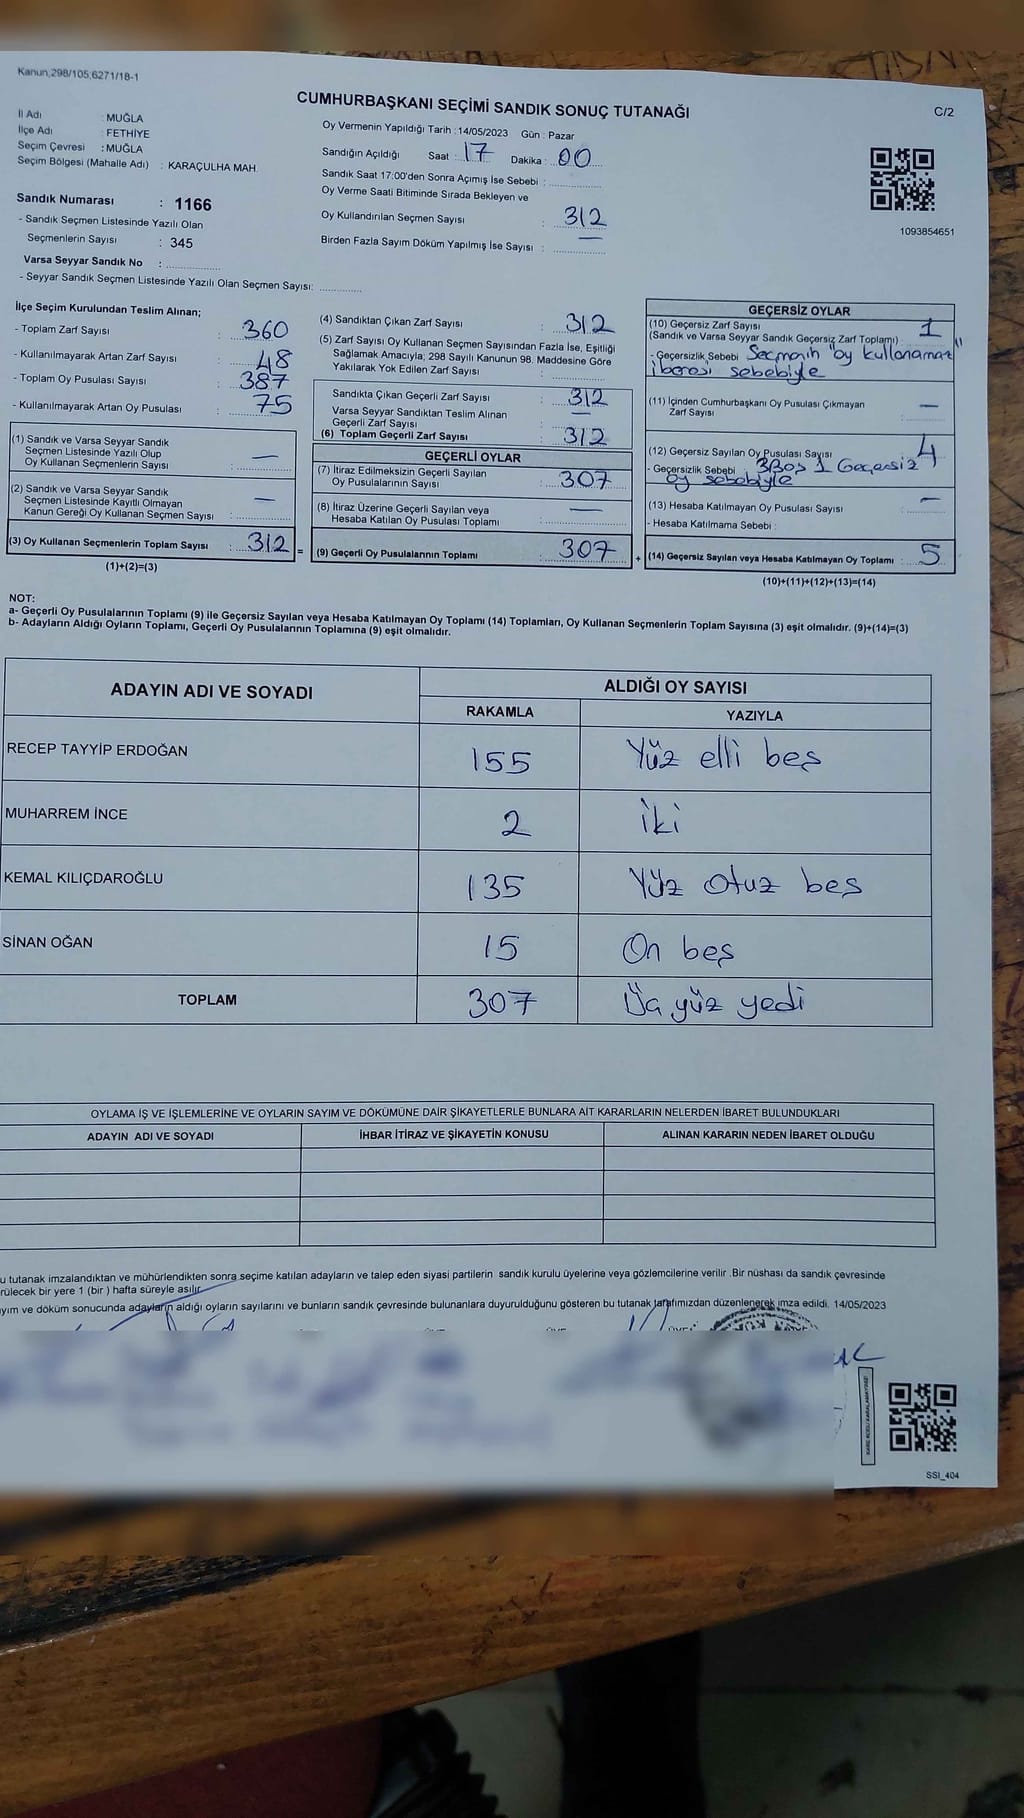 Kanun,298/105,6271/18-1
CUMHURBAŞKANI SEÇİMİ SANDIK SONUÇ TUTANAĞI
C/2
İl Adı : MUĞLA
İlçe Adı : FETHİYE
Seçim Çevresi : MUĞLA
Seçim Bölgesi (Mahalle Adı) : KARAÇULHA MAH.
Sandık Numarası : 1166
- Sandık Seçmen Listesinde Yazılı Olan
Seçmenlerin Sayısı : 345
Varsa Seyyar Sandık No :
- Seyyar Sandık Seçmen Listesinde Yazılı Olan Seçmen Sayısı:
Oy Vermenin Yapıldığı Tarih : 14/05/2023 Gün : Pazar
Sandığın Açıldığı Saat : 17 Dakika : 00
Sandık Saat 17:00'den Sonra Açımış İse Sebebi :
Oy Verme Saati Bitiminde Sırada Bekleyen ve
Oy Kullandırılan Seçmen Sayısı : 312
Birden Fazla Sayım Döküm Yapılmış İse Sayısı : —
1093854651
İlçe Seçim Kurulundan Teslim Alınan;
- Toplam Zarf Sayısı : 360
- Kullanılmayarak Artan Zarf Sayısı : 48
- Toplam Oy Pusulası Sayısı : 387
- Kullanılmayarak Artan Oy Pusulası : 75
(1) Sandık ve Varsa Seyyar Sandık
Seçmen Listesinde Yazılı Olup
Oy Kullanan Seçmenlerin Sayısı : —
(2) Sandık ve Varsa Seyyar Sandık
Seçmen Listesinde Kayıtlı Olmayan
Kanun Gereği Oy Kullanan Seçmen Sayısı : —
(3) Oy Kullanan Seçmenlerin Toplam Sayısı : 312 =
(1)+(2)=(3)
(4) Sandıktan Çıkan Zarf Sayısı : 312
(5) Zarf Sayısı Oy Kullanan Seçmen Sayısından Fazla İse, Eşitliği
Sağlamak Amacıyla; 298 Sayılı Kanunun 98. Maddesine Göre
Yakılarak Yok Edilen Zarf Sayısı :
Sandıkta Çıkan Geçerli Zarf Sayısı : 312
Varsa Seyyar Sandıktan Teslim Alınan
Geçerli Zarf Sayısı : —
(6) Toplam Geçerli Zarf Sayısı : 312
GEÇERLİ OYLAR
(7) İtiraz Edilmeksizin Geçerli Sayılan
Oy Pusulalarının Sayısı : 307
(8) İtiraz Üzerine Geçerli Sayılan veya
Hesaba Katılan Oy Pusulası Toplamı : —
(9) Geçerli Oy Pusulalarının Toplamı : 307 +
GEÇERSİZ OYLAR
(10) Geçersiz Zarf Sayısı 1
(Sandık ve Varsa Seyyar Sandık Geçersiz Zarf Toplamı) :
- Geçersizlik Sebebi Seçmenin "oy kullanamaz"
iberesi sebebiyle
(11) İçinden Cumhurbaşkanı Oy Pusulası Çıkmayan
Zarf Sayısı —
(12) Geçersiz Sayılan Oy Pusulası Sayısı 4
- Geçersizlik Sebebi 3 Boş 1 Geçersiz
oy sebebiyle
(13) Hesaba Katılmayan Oy Pusulası Sayısı : —
- Hesaba Katılmama Sebebi :
(14) Geçersiz Sayılan veya Hesaba Katılmayan Oy Toplamı : 5
(10)+(11)+(12)+(13)=(14)
NOT:
a- Geçerli Oy Pusulalarının Toplamı (9) ile Geçersiz Sayılan veya Hesaba Katılmayan Oy Toplamı (14) Toplamları, Oy Kullanan Seçmenlerin Toplam Sayısına (3) eşit olmalıdır. (9)+(14)=(3)
b- Adayların Aldığı Oyların Toplamı, Geçerli Oy Pusulalarının Toplamına (9) eşit olmalıdır.
ADAYIN ADI VE SOYADI
ALDIĞI OY SAYISI
RAKAMLA YAZIYLA
RECEP TAYYİP ERDOĞAN 155 Yüz elli beş
MUHARREM İNCE 2 iki
KEMAL KILIÇDAROĞLU 135 Yüz otuz beş
SİNAN OĞAN 15 On beş
TOPLAM 307 Üç yüz yedi
OYLAMA İŞ VE İŞLEMLERİNE VE OYLARIN SAYIM VE DÖKÜMÜNE DAİR ŞİKAYETLERLE BUNLARA AİT KARARLARIN NELERDEN İBARET BULUNDUKLARI
ADAYIN ADI VE SOYADI İHBAR İTİRAZ VE ŞİKAYETİN KONUSU ALINAN KARARIN NEDEN İBARET OLDUĞU
u tutanak imzalandıktan ve mühürlendikten sonra seçime katılan adayların ve talep eden siyasi partilerin sandık kurulu üyelerine veya gözlemcilerine verilir .Bir nüshası da sandık çevresinde
rülecek bir yere 1 (bir ) hafta süreyle asılır.
yım ve döküm sonucunda adayların aldığı oyların sayılarını ve bunların sandık çevresinde bulunanlara duyurulduğunu gösteren bu tutanak tarafımızdan düzenlenerek imza edildi. 14/05/2023
KARE KODU KARALAMAYINIZ!
SSI_404